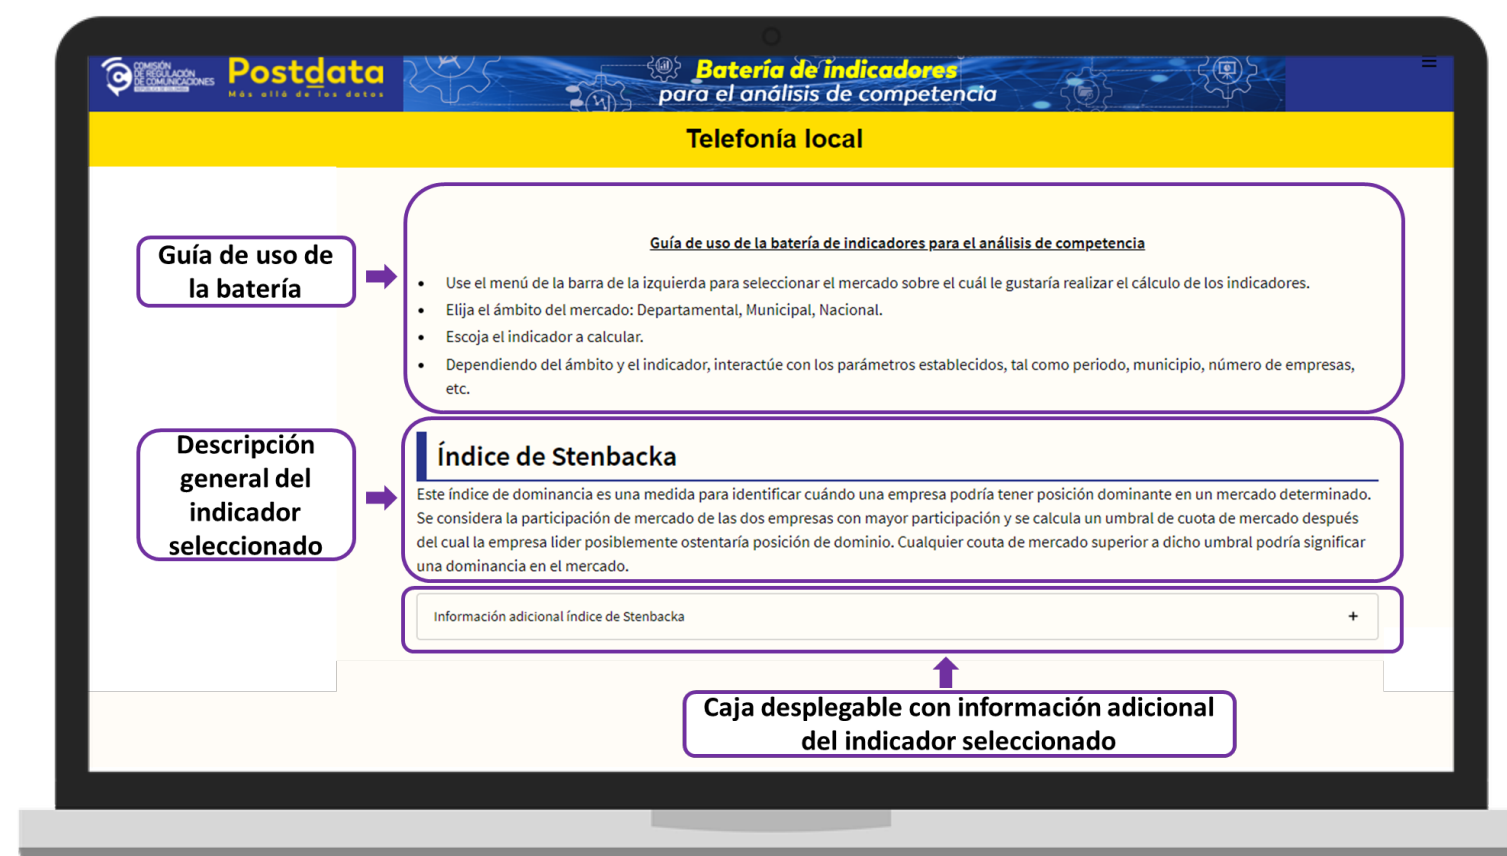 COMISIÓN
DE REGULACIÓN
DE COMUNICACIONES
REPÚBLICA DE COLOMBIA
Postdata
Más allá de los datos
Batería de indicadores
para el análisis de competencia
Telefonía local
Guía de uso de
la batería
Guía de uso de la batería de indicadores para el análisis de competencia
• Use el menú de la barra de la izquierda para seleccionar el mercado sobre el cuál le gustaría realizar el cálculo de los indicadores.
• Elija el ámbito del mercado: Departamental, Municipal, Nacional.
• Escoja el indicador a calcular.
• Dependiendo del ámbito y el indicador, interactúe con los parámetros establecidos, tal como periodo, municipio, número de empresas,
etc.
Descripción
general del
indicador
seleccionado
Índice de Stenbacka
Este índice de dominancia es una medida para identificar cuándo una empresa podría tener posición dominante en un mercado determinado.
Se considera la participación de mercado de las dos empresas con mayor participación y se calcula un umbral de cuota de mercado después
del cual la empresa lider posiblemente ostentaría posición de dominio. Cualquier couta de mercado superior a dicho umbral podría significar
una dominancia en el mercado.
Información adicional índice de Stenbacka +
Caja desplegable con información adicional
del indicador seleccionado